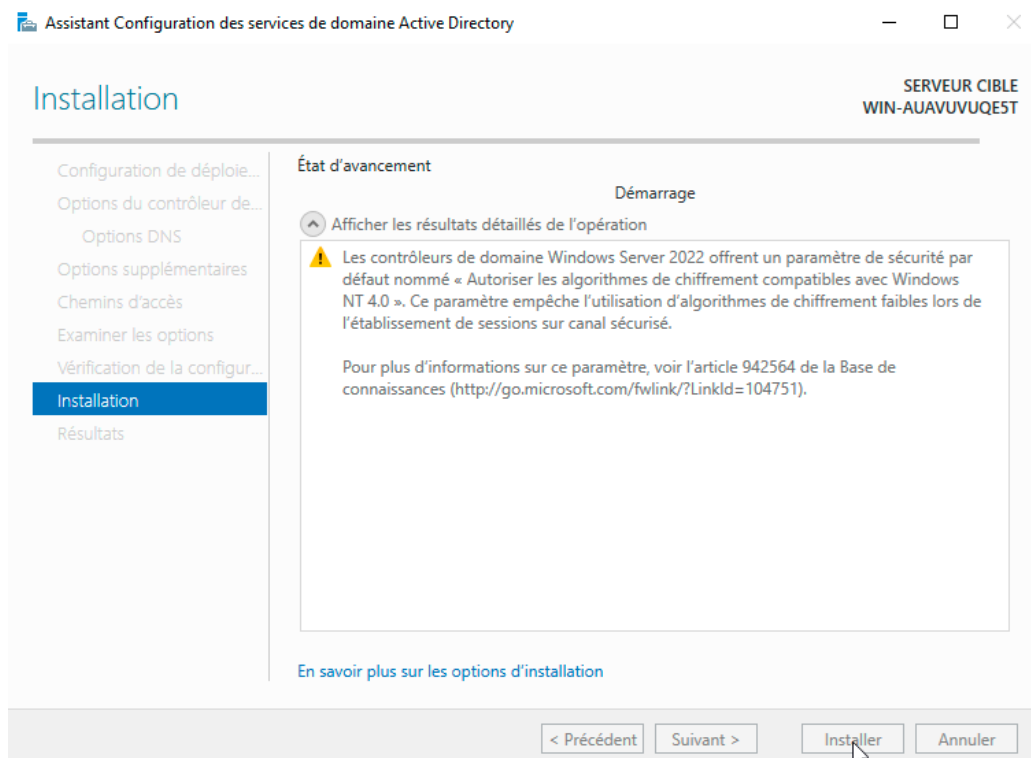 Assistant Configuration des services de domaine Active Directory
Installation
SERVEUR CIBLE
WIN-AUAVUVUQE5T
Configuration de déploie...
Options du contrôleur de...
Options DNS
Options supplémentaires
Chemins d'accès
Examiner les options
Vérification de la configur...
Installation
Résultats
État d'avancement
Démarrage
Afficher les résultats détaillés de l'opération
Les contrôleurs de domaine Windows Server 2022 offrent un paramètre de sécurité par
défaut nommé « Autoriser les algorithmes de chiffrement compatibles avec Windows
NT 4.0 ». Ce paramètre empêche l'utilisation d'algorithmes de chiffrement faibles lors de
l'établissement de sessions sur canal sécurisé.
Pour plus d'informations sur ce paramètre, voir l'article 942564 de la Base de
connaissances (http://go.microsoft.com/fwlink/?LinkId=104751).
En savoir plus sur les options d'installation
< Précédent
Suivant >
Installer
Annuler